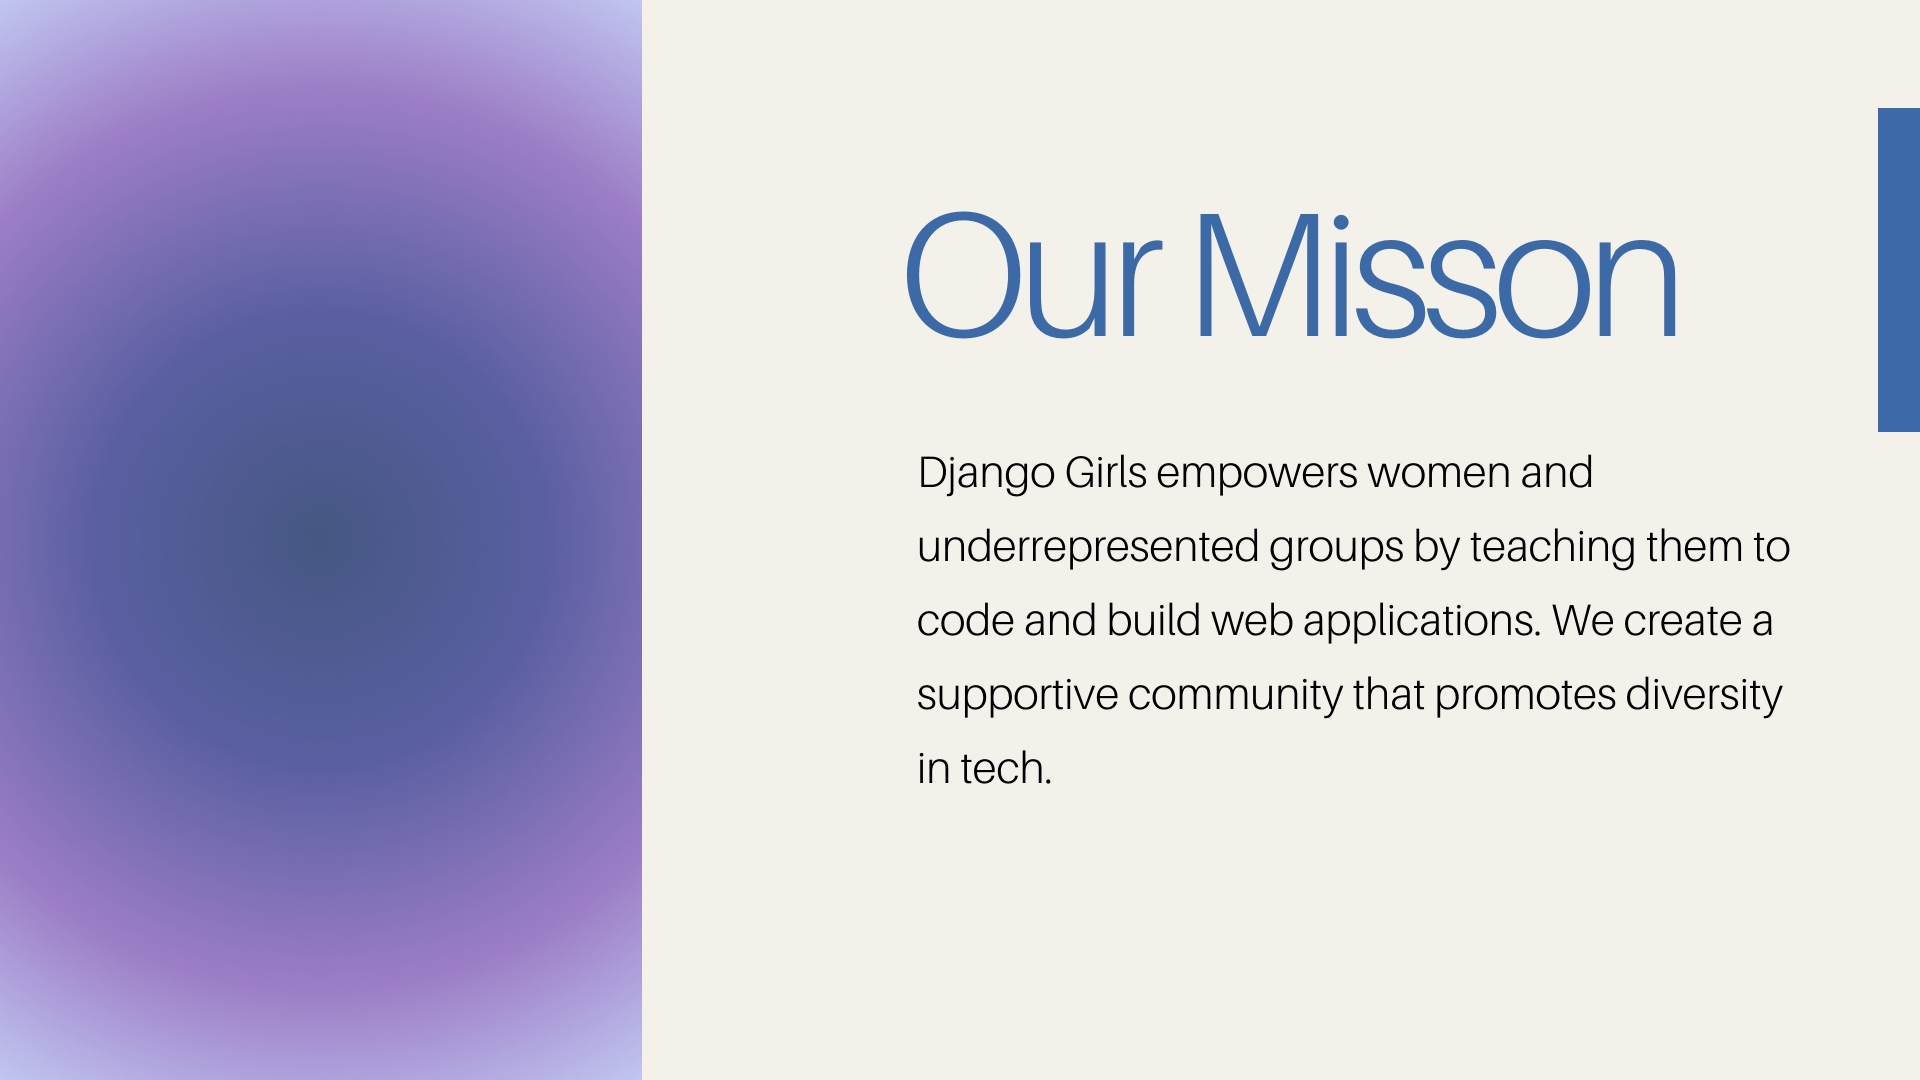 Our Misson
Django Girls empowers women and
underrepresented groups by teaching them to
code and build web applications. We create a
supportive community that promotes diversity
in tech.